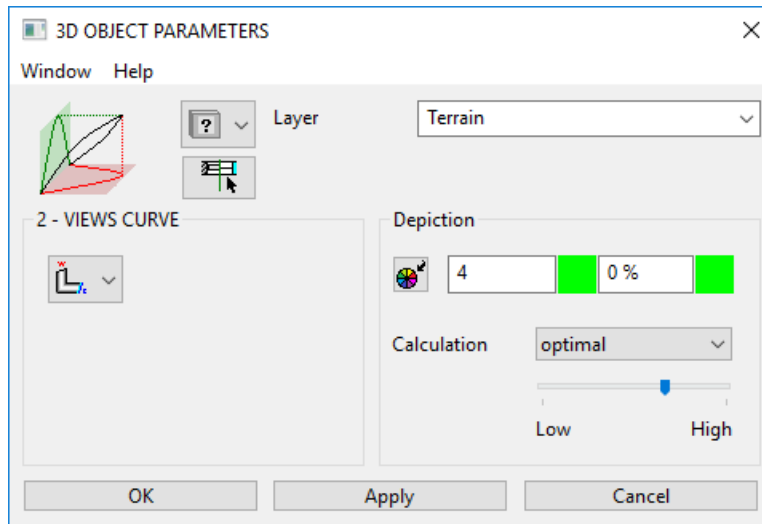 3D OBJECT PARAMETERS
Window Help
? Layer Terrain
2 - VIEWS CURVE
Depiction
4 0 %
Calculation optimal
Low High
OK Apply Cancel